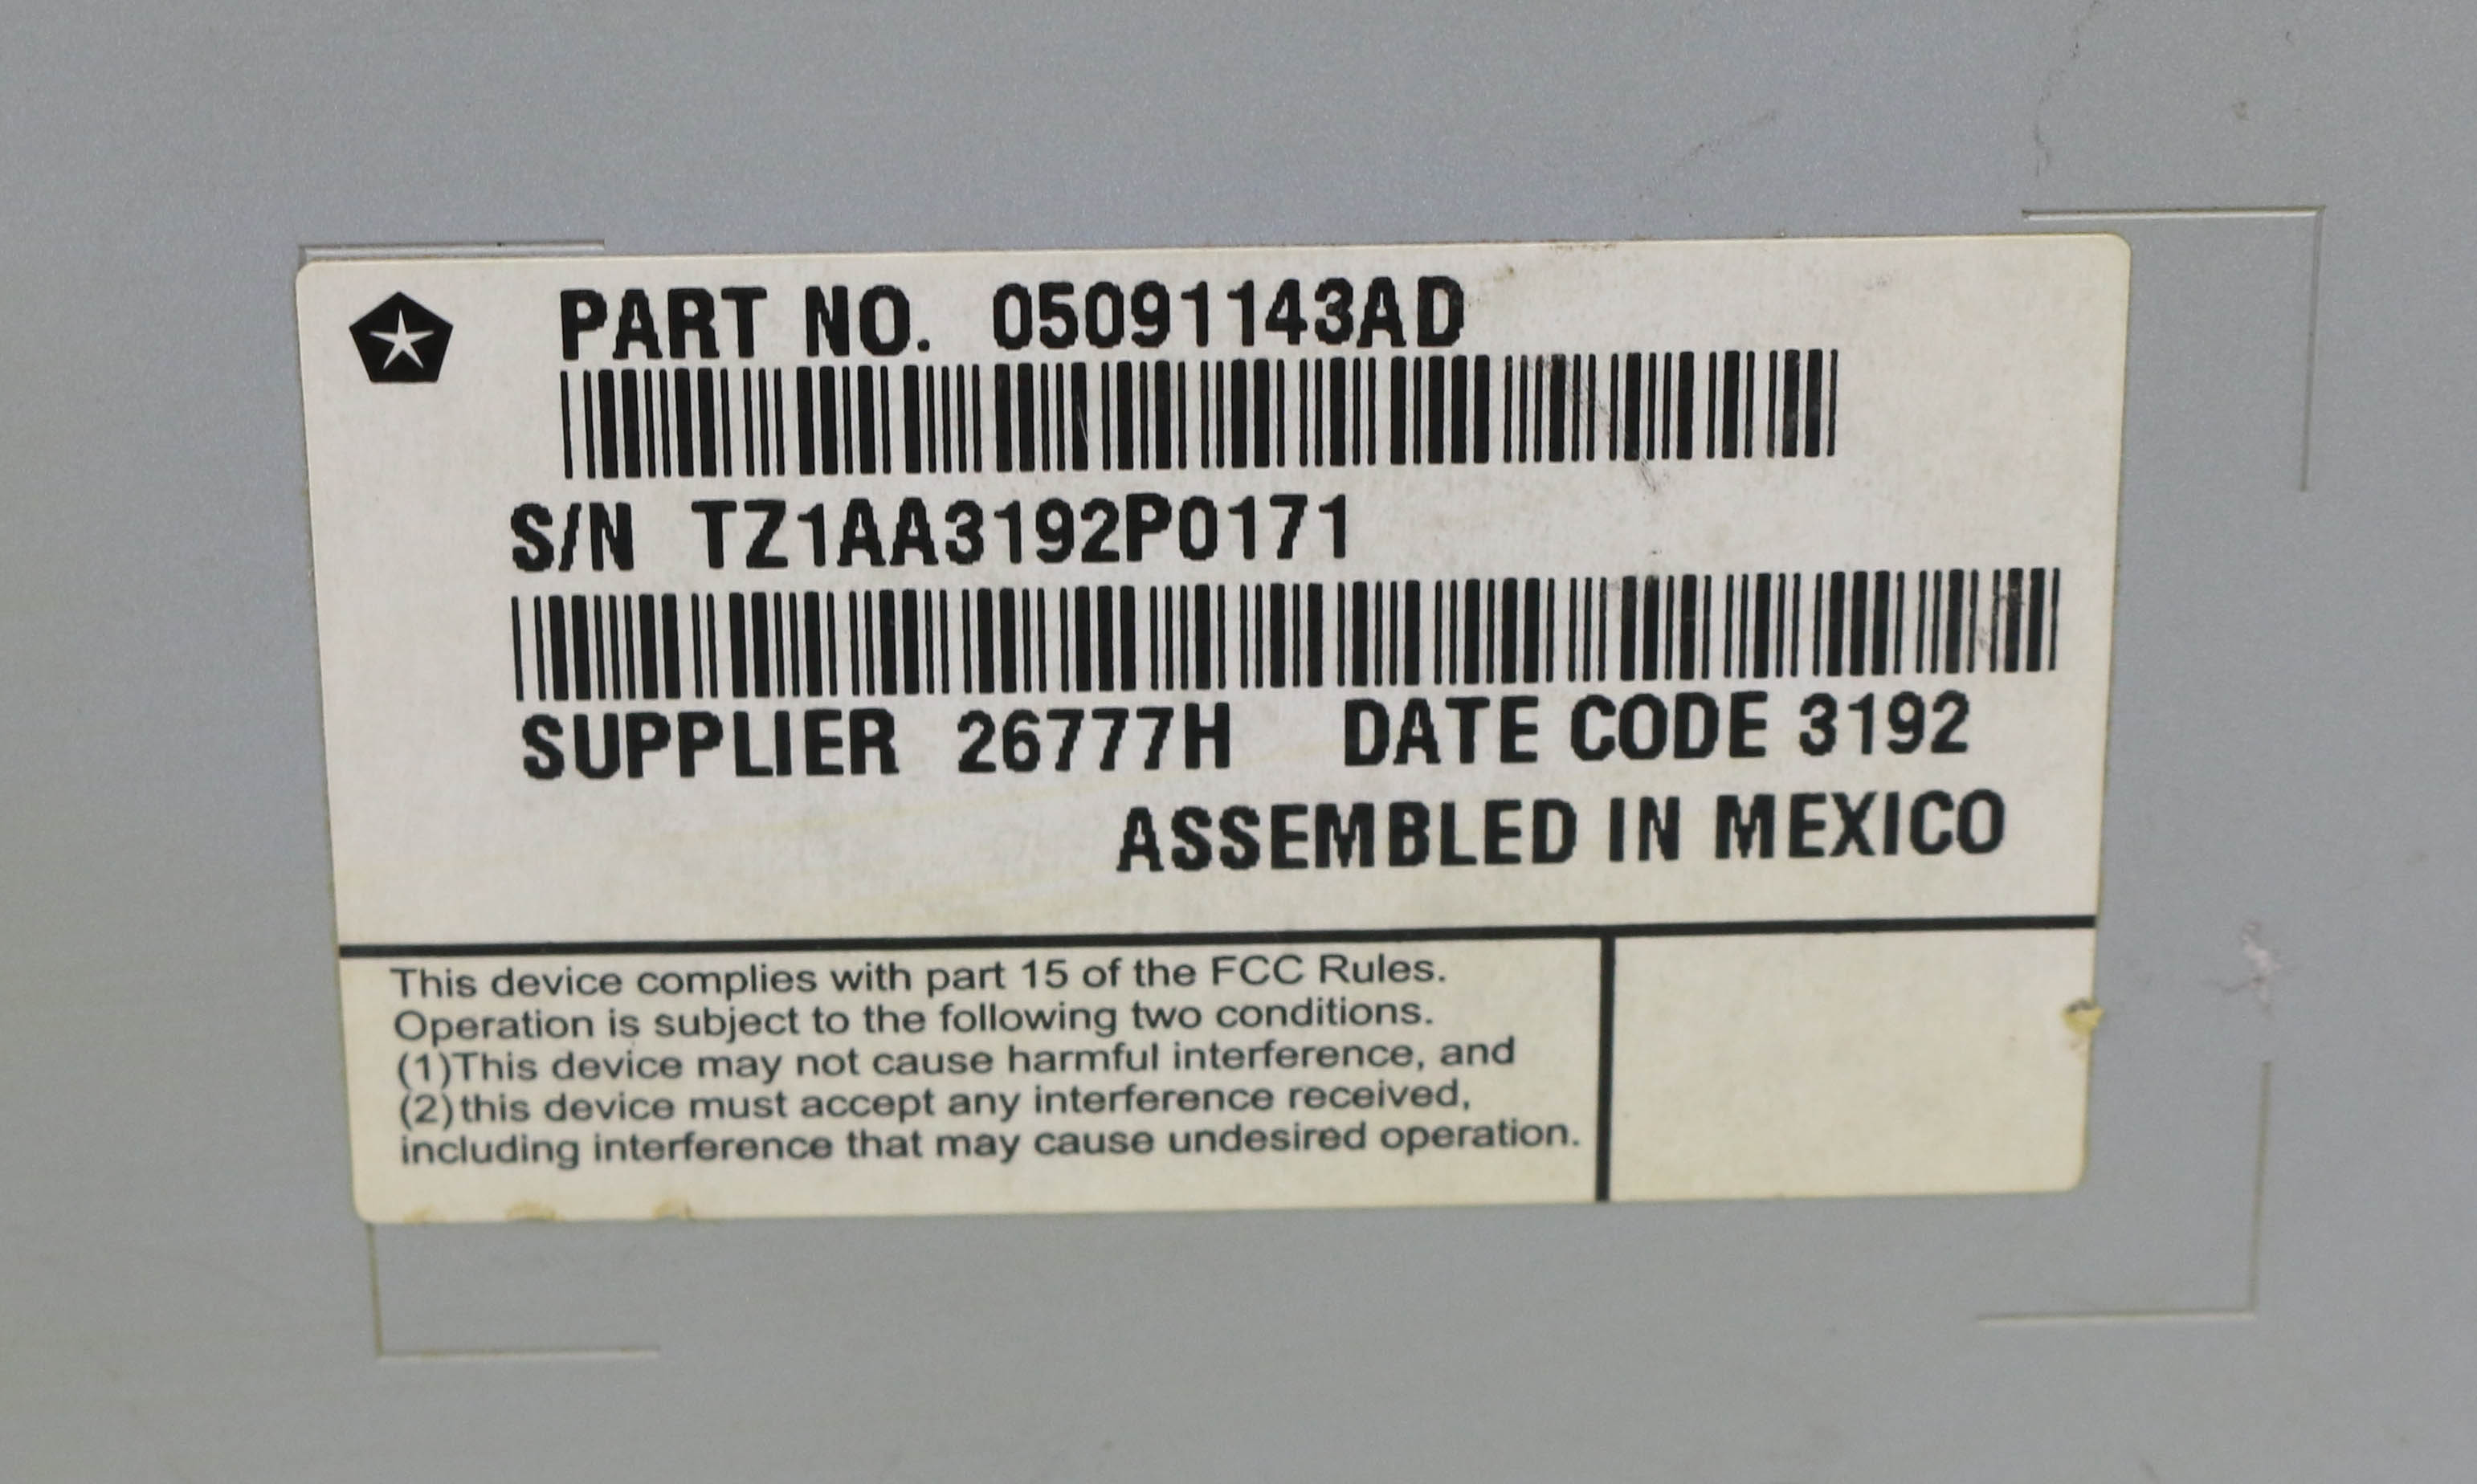 PART NO. 05091143AD
S/N TZ1AA3192P0171
SUPPLIER 26777H DATE CODE 3192
ASSEMBLED IN MEXICO
This device complies with part 15 of the FCC Rules.
Operation is subject to the following two conditions.
(1)This device may not cause harmful interference, and
(2)this device must accept any interference received,
including interference that may cause undesired operation.